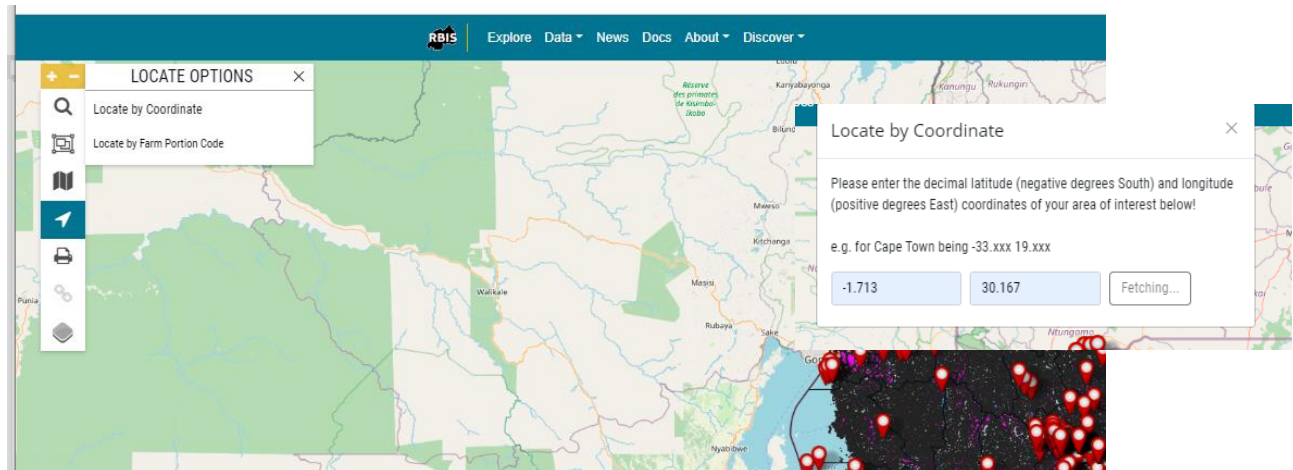 RBIS Explore Data News Docs About Discover
LOCATE OPTIONS
Locate by Coordinate
Locate by Farm Portion Code
Locate by Coordinate
Please enter the decimal latitude (negative degrees South) and longitude
(positive degrees East) coordinates of your area of interest below!
e.g. for Cape Town being -33.xxx 19.xxx
-1.713 30.167 Fetching...
Réserve
des primates
de Kisimba-
Ikobo
Kanyabayonga
Kanungu
Rukungiri
Mweso
Kitchanga
Masisi
Walikale
Punia
Rubaya
Sake
Ntungamo
Nyabibwe